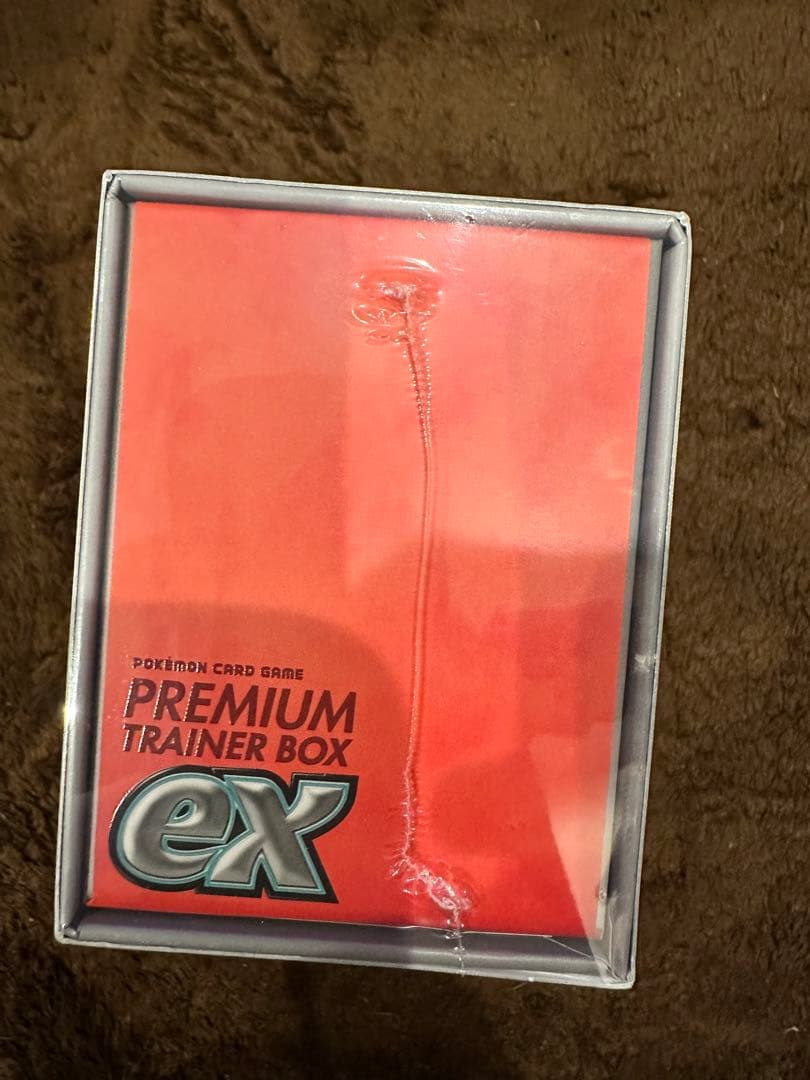 POKÉMON CARD GAME
PREMIUM
TRAINER BOX
ex